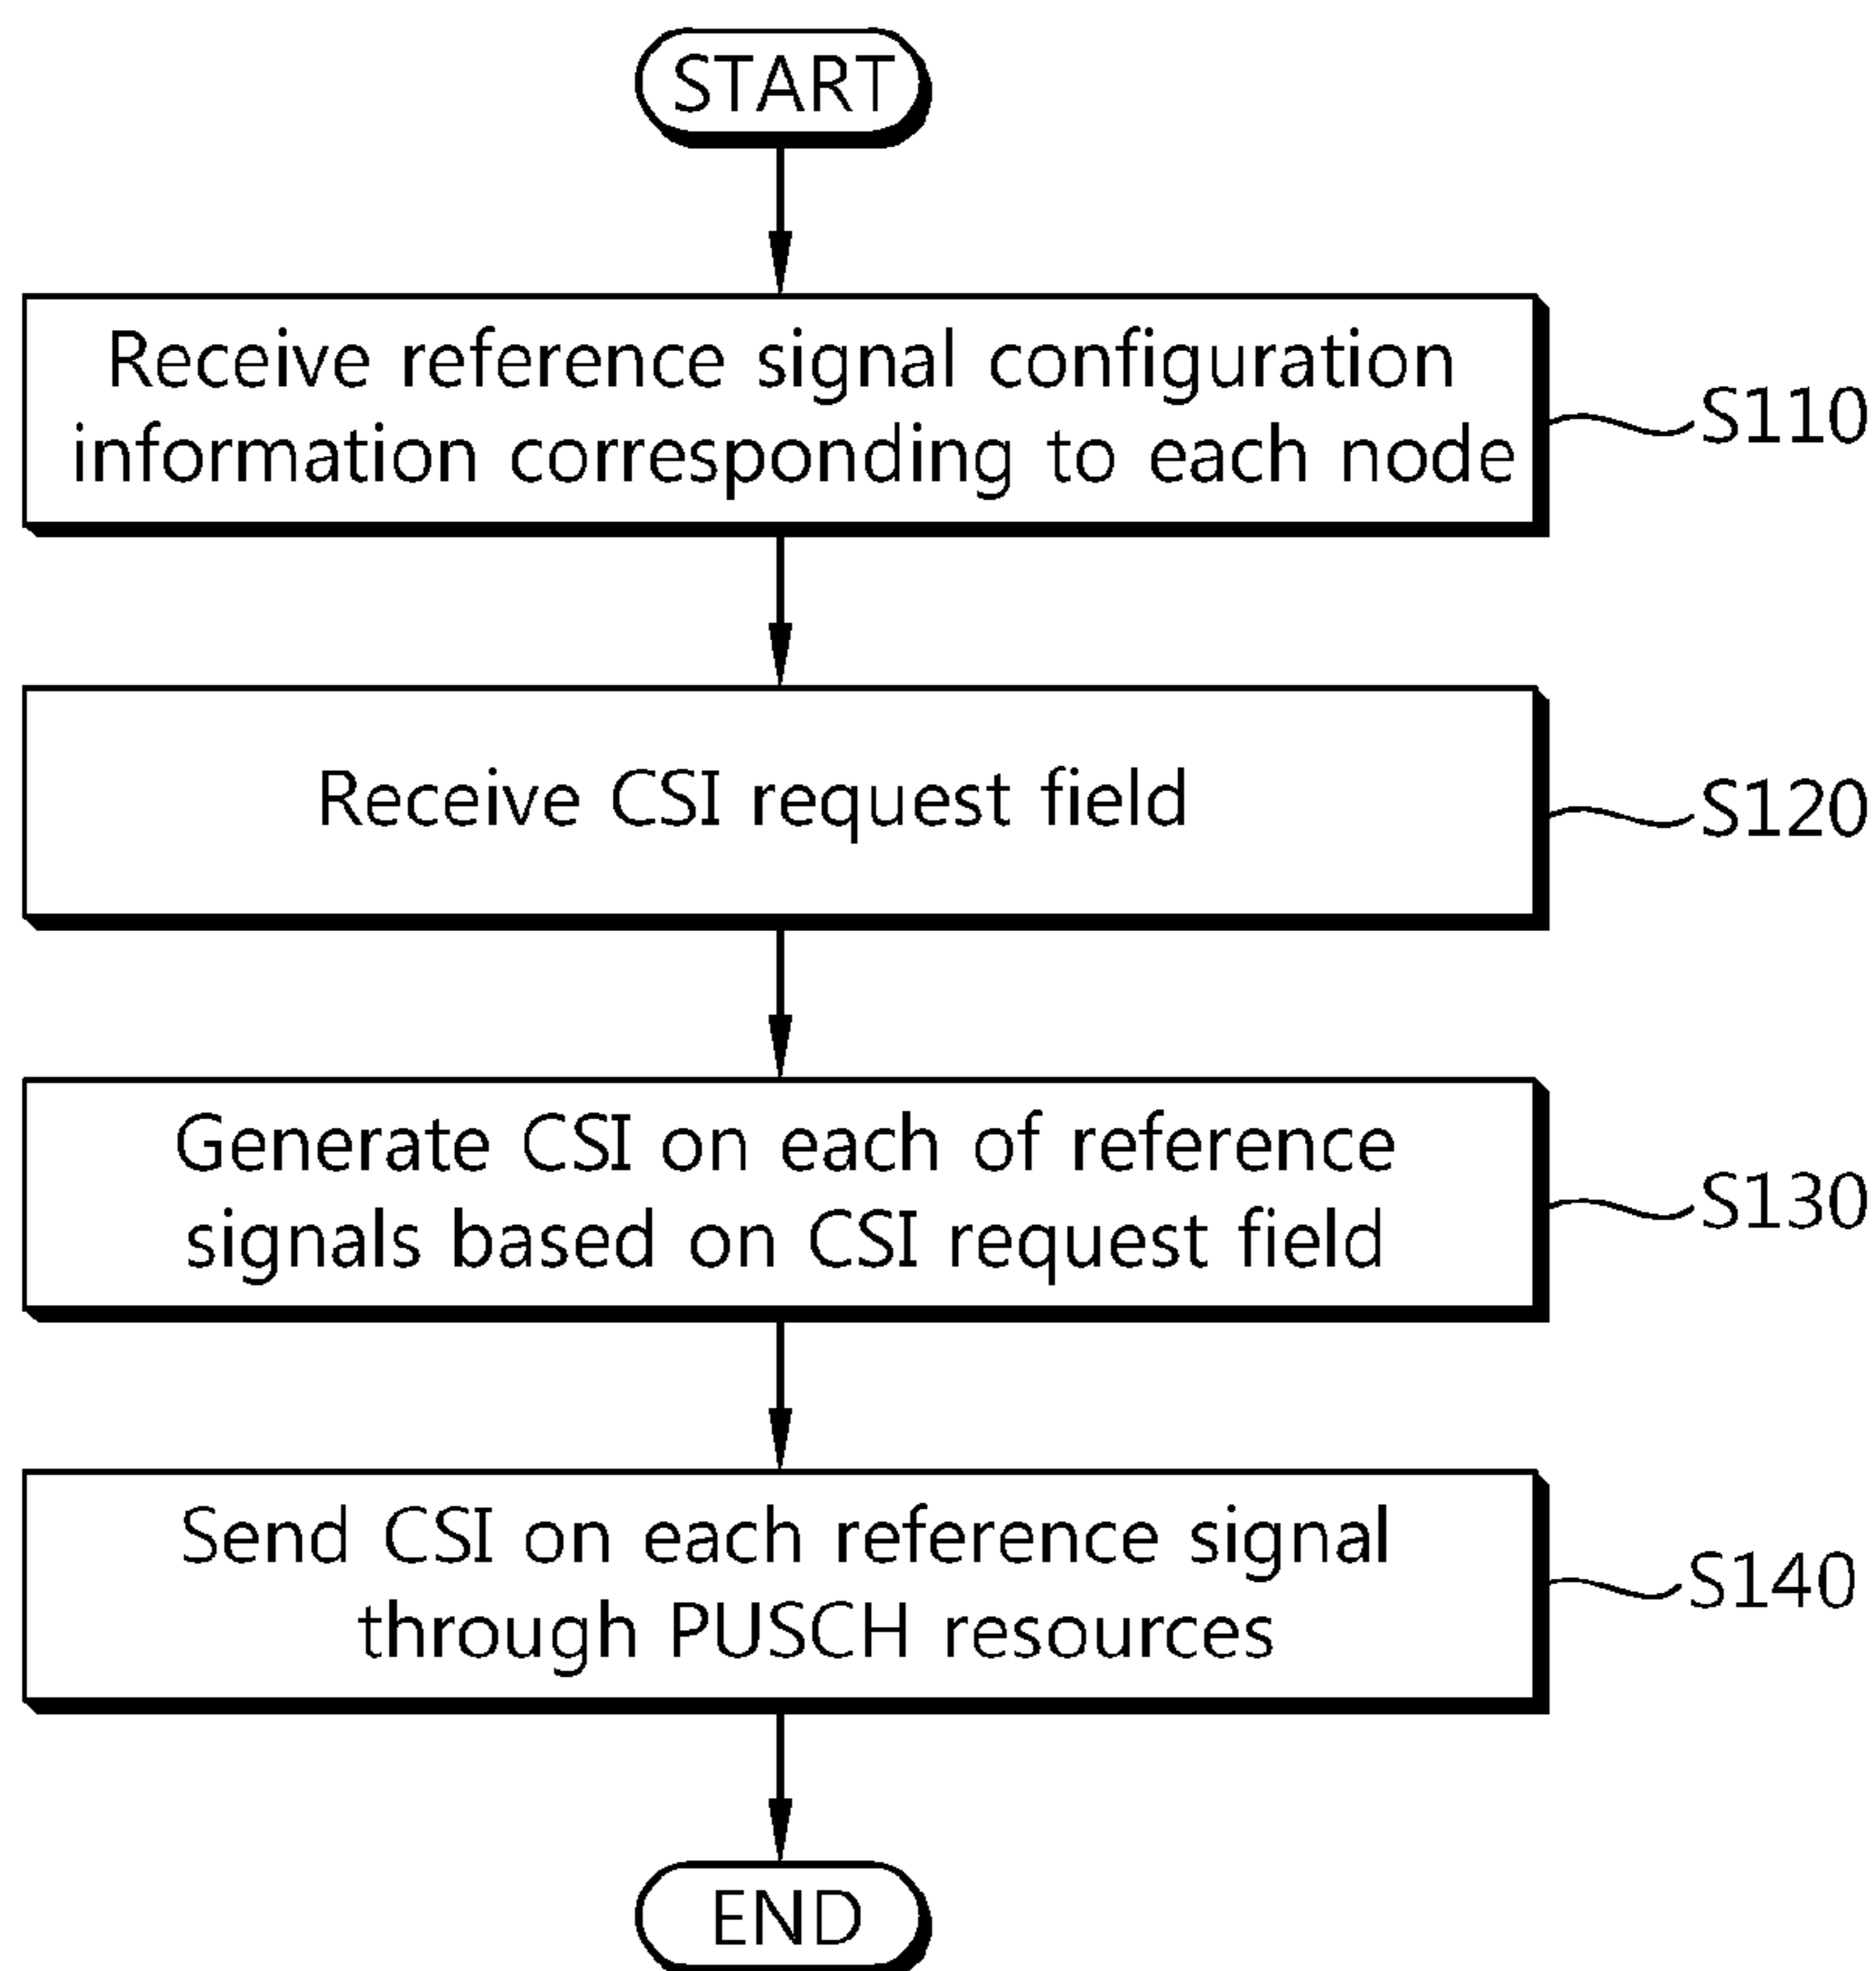 START
Receive reference signal configuration
information corresponding to each node
S110
Receive CSI request field
S120
Generate CSI on each of reference
signals based on CSI request field
S130
Send CSI on each reference signal
through PUSCH resources
S140
END